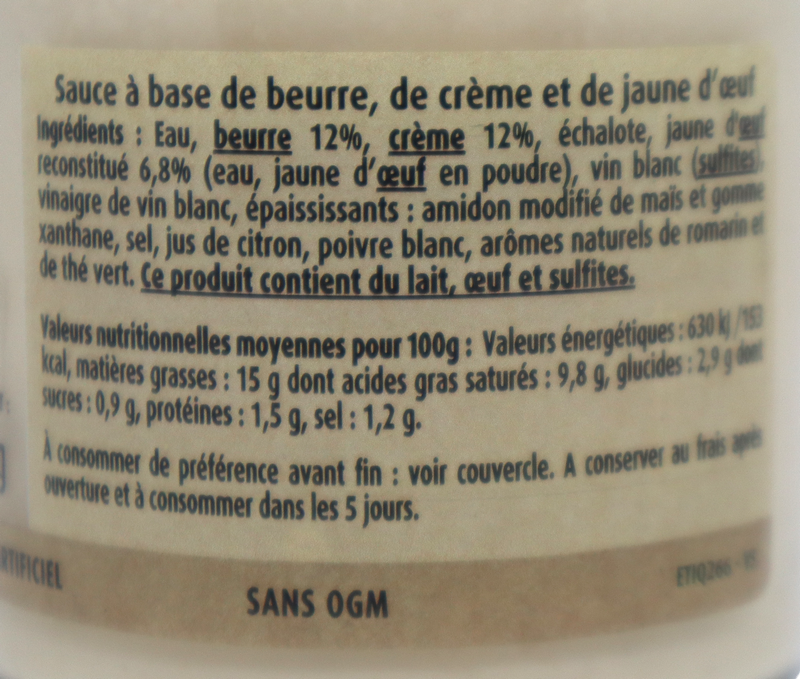 Sauce à base de beurre, de crème et de jaune d'œuf
Ingrédients : Eau, beurre 12%, crème 12%, échalote, jaune d'œuf
reconstitué 6,8% (eau, jaune d'œuf en poudre), vin blanc (sulfites),
vinaigre de vin blanc, épaississants : amidon modifié de maïs et gomme
xanthane, sel, jus de citron, poivre blanc, arômes naturels de romarin et
de thé vert. Ce produit contient du lait, œuf et sulfites.
Valeurs nutritionnelles moyennes pour 100g : Valeurs énergétiques : 630 kJ /153
kcal, matières grasses : 15 g dont acides gras saturés : 9,8 g, glucides : 2,9 g dont
sucres : 0,9 g, protéines : 1,5 g, sel : 1,2 g.
À consommer de préférence avant fin : voir couvercle. A conserver au frais après
ouverture et à consommer dans les 5 jours.
RTIFICIEL
SANS OGM
ETIQ266